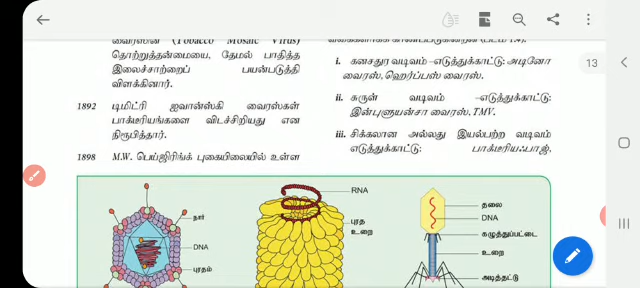 வைரஸின் (Tobacco Mosaic Virus)
தொற்றுத்தன்மையை, தேமல் பாதித்த
இலைச்சாற்றைப் பயன்படுத்தி
விளக்கினார்.
1892 டிமிட்ரி ஐவான்ஸ்கி வைரஸ்கள்
பாக்டீரியங்களை விடச்சிறியது என
நிரூபித்தார்.
1898 M.W. பெய்ஜிரிங்க் புகையிலையில் உள்ள
i. கனசதுர வடிவம் –எடுத்துக்காட்டு: அடினோ
வைரஸ், ஹெர்ப்பஸ் வைரஸ்.
ii. சுருள் வடிவம் –எடுத்துக்காட்டு:
இன்புளுயன்சா வைரஸ், TMV.
iii. சிக்கலான அல்லது இயல்பற்ற வடிவம்
எடுத்துக்காட்டு: பாக்டீரியஃபாஜ்.
13
நார்
DNA
புரதம்
RNA
புரத
உறை
தலை
DNA
கழுத்துப்பட்டை
உறை
அடித்தட்டு